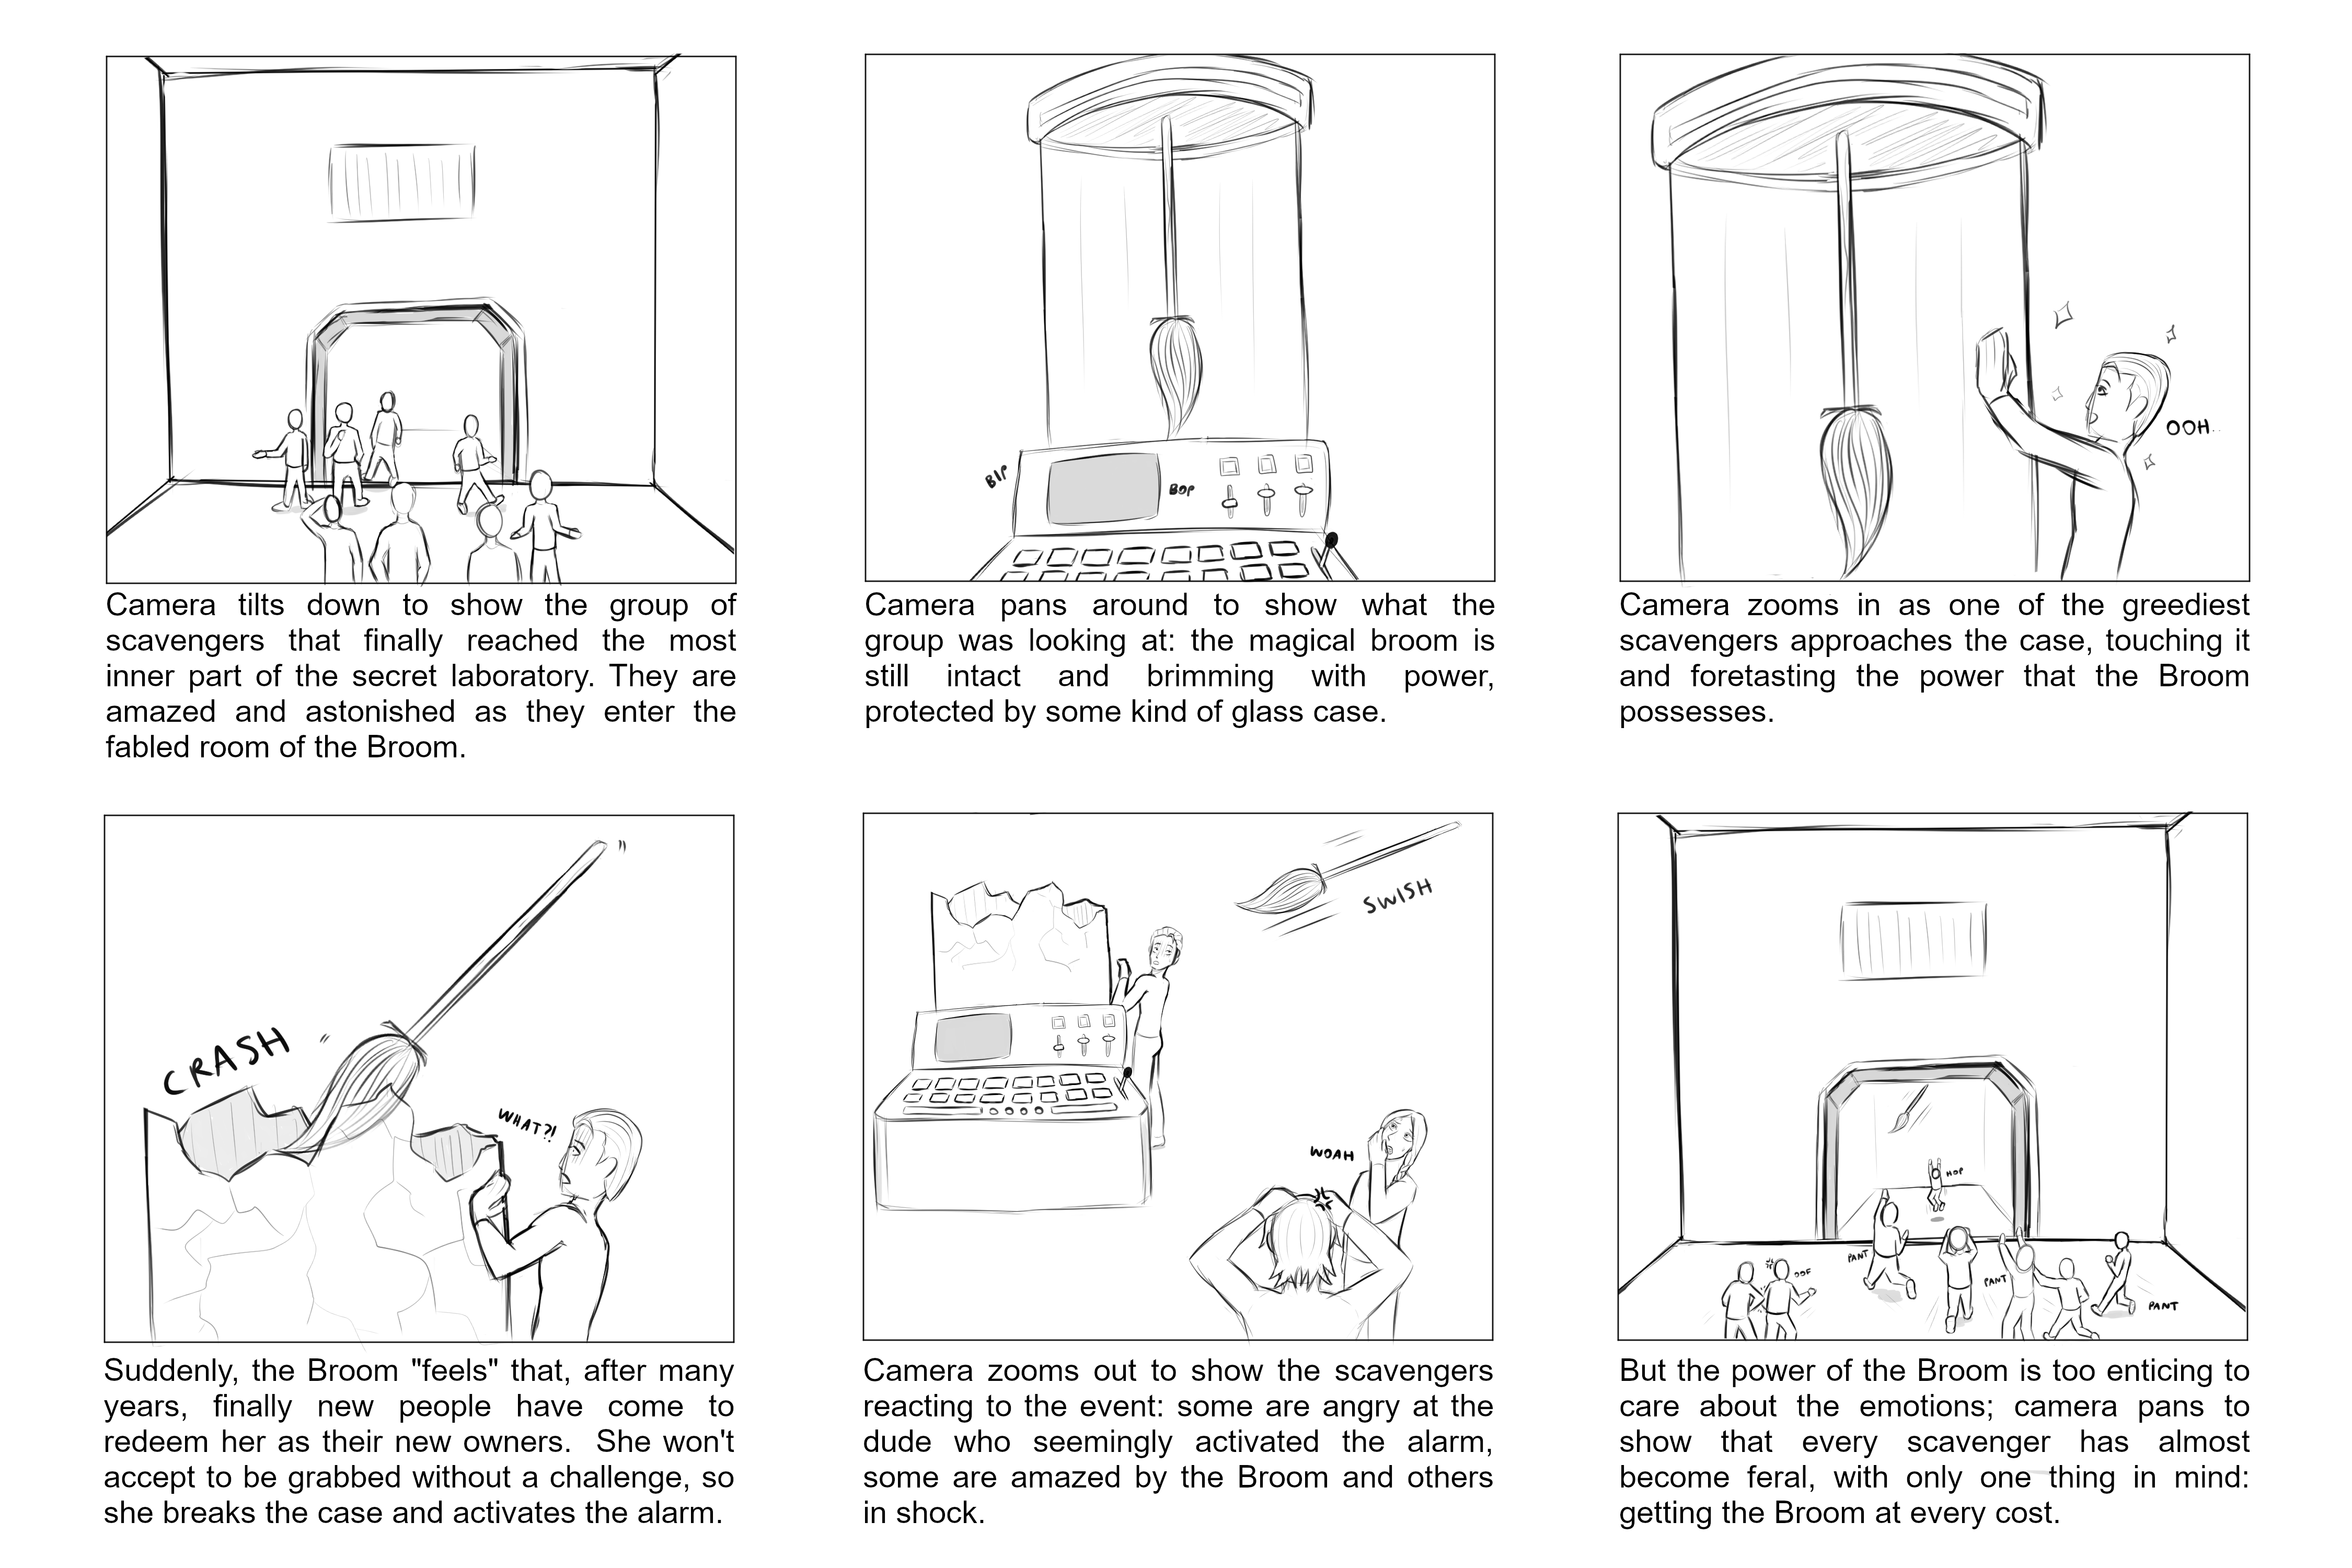 Camera tilts down to show the group of
scavengers that finally reached the most
inner part of the secret laboratory. They are
amazed and astonished as they enter the
fabled room of the Broom.
BIP
BOP
Camera pans around to show what the
group was looking at: the magical broom is
still intact and brimming with power,
protected by some kind of glass case.
OOH..
Camera zooms in as one of the greediest
scavengers approaches the case, touching it
and foretasting the power that the Broom
possesses.
CRASH
WHAT?!
Suddenly, the Broom "feels" that, after many
years, finally new people have come to
redeem her as their new owners. She won't
accept to be grabbed without a challenge, so
she breaks the case and activates the alarm.
SWISH
WOAH
Camera zooms out to show the scavengers
reacting to the event: some are angry at the
dude who seemingly activated the alarm,
some are amazed by the Broom and others
in shock.
HOP
PANT
OOF
PANT
PANT
But the power of the Broom is too enticing to
care about the emotions; camera pans to
show that every scavenger has almost
become feral, with only one thing in mind:
getting the Broom at every cost.